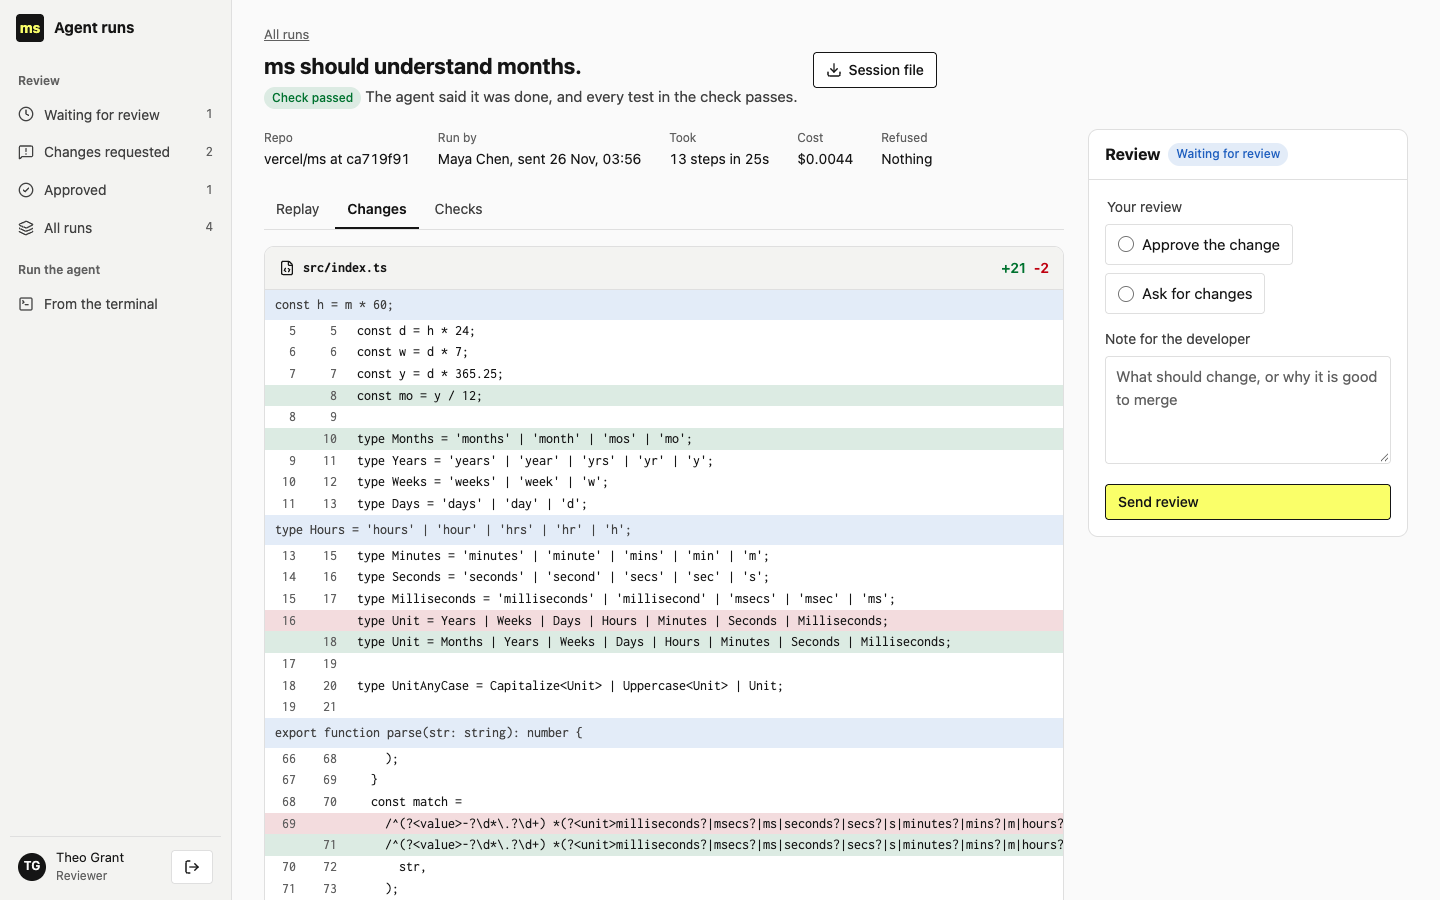 ms Agent runs
Review
Waiting for review 1
Changes requested 2
Approved 1
All runs 4
Run the agent
From the terminal
TG Theo Grant
Reviewer
All runs
ms should understand months.
Session file
Check passed The agent said it was done, and every test in the check passes.
Repo Run by Took Cost Refused
vercel/ms at ca719f91 Maya Chen, sent 26 Nov, 03:56 13 steps in 25s $0.0044 Nothing
Replay Changes Checks
src/index.ts +21 -2
const h = m * 60;
5 5 const d = h * 24;
6 6 const w = d * 7;
7 7 const y = d * 365.25;
8 const mo = y / 12;
8 9
10 type Months = 'months' | 'month' | 'mos' | 'mo';
9 11 type Years = 'years' | 'year' | 'yrs' | 'yr' | 'y';
10 12 type Weeks = 'weeks' | 'week' | 'w';
11 13 type Days = 'days' | 'day' | 'd';
type Hours = 'hours' | 'hour' | 'hrs' | 'hr' | 'h';
13 15 type Minutes = 'minutes' | 'minute' | 'mins' | 'min' | 'm';
14 16 type Seconds = 'seconds' | 'second' | 'secs' | 'sec' | 's';
15 17 type Milliseconds = 'milliseconds' | 'millisecond' | 'msecs' | 'msec' | 'ms';
16 type Unit = Years | Weeks | Days | Hours | Minutes | Seconds | Milliseconds;
18 type Unit = Months | Years | Weeks | Days | Hours | Minutes | Seconds | Milliseconds;
17 19
18 20 type UnitAnyCase = Capitalize<Unit> | Uppercase<Unit> | Unit;
19 21
export function parse(str: string): number {
66 68 );
67 69 }
68 70 const match =
69 /^(?<value>-?\d*\.?\d+) *(?<unit>milliseconds?|msecs?|ms|seconds?|secs?|s|minutes?|mins?|m|hours?
71 /^(?<value>-?\d*\.?\d+) *(?<unit>milliseconds?|msecs?|ms|seconds?|secs?|s|minutes?|mins?|m|hours?
70 72 str,
71 73 );
Review Waiting for review
Your review
Approve the change
Ask for changes
Note for the developer
What should change, or why it is good
to merge
Send review